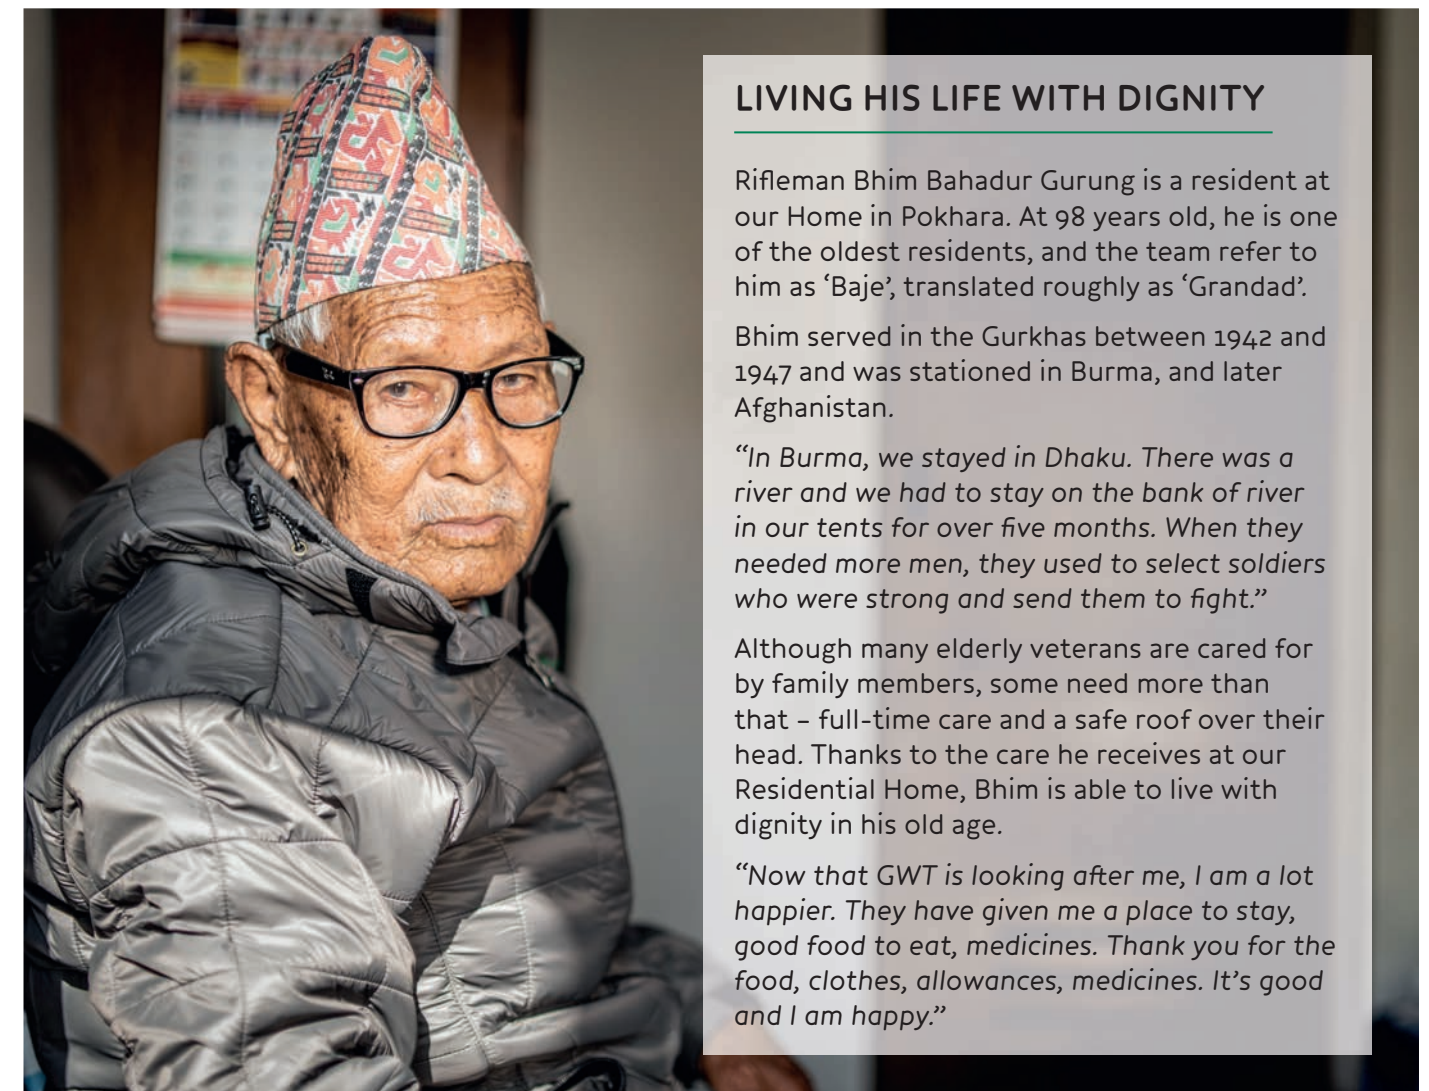 LIVING HIS LIFE WITH DIGNITY
Rifleman Bhim Bahadur Gurung is a resident at
our Home in Pokhara. At 98 years old, he is one
of the oldest residents, and the team refer to
him as ‘Baje’, translated roughly as ‘Grandad’.
Bhim served in the Gurkhas between 1942 and
1947 and was stationed in Burma, and later
Afghanistan.
“In Burma, we stayed in Dhaku. There was a
river and we had to stay on the bank of river
in our tents for over five months. When they
needed more men, they used to select soldiers
who were strong and send them to fight.”
Although many elderly veterans are cared for
by family members, some need more than
that – full-time care and a safe roof over their
head. Thanks to the care he receives at our
Residential Home, Bhim is able to live with
dignity in his old age.
“Now that GWT is looking after me, I am a lot
happier. They have given me a place to stay,
good food to eat, medicines. Thank you for the
food, clothes, allowances, medicines. It’s good
and I am happy.”